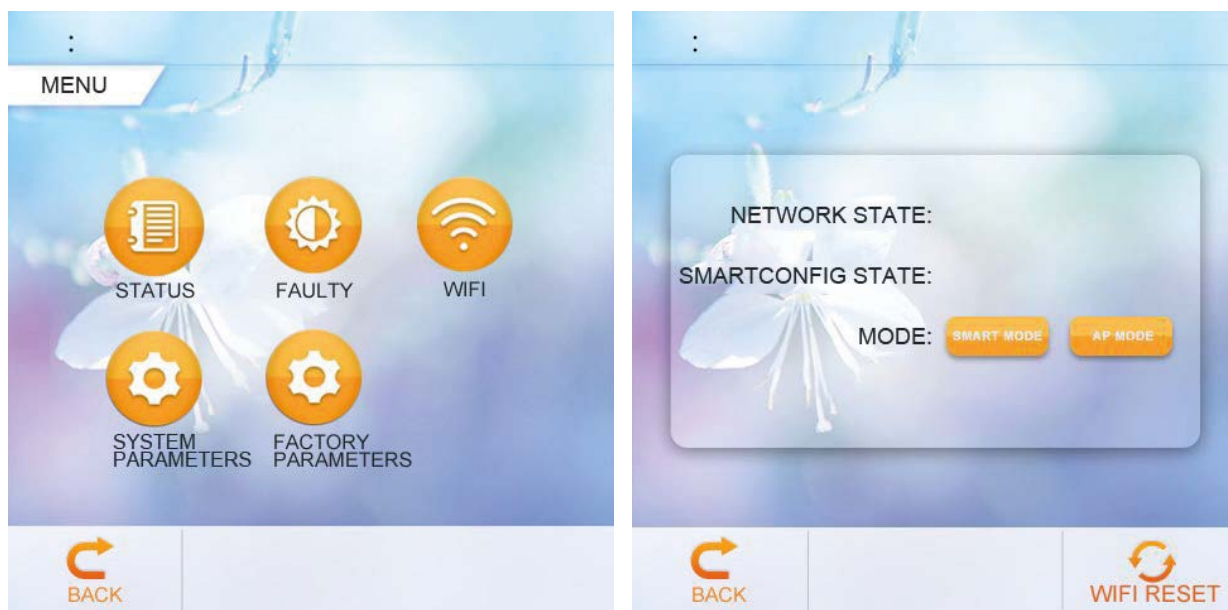 :
MENU
STATUS
FAULTY
WIFI
SYSTEM
PARAMETERS
FACTORY
PARAMETERS
BACK
:
NETWORK STATE:
SMARTCONFIG STATE:
MODE: SMART MODE AP MODE
BACK
WIFI RESET